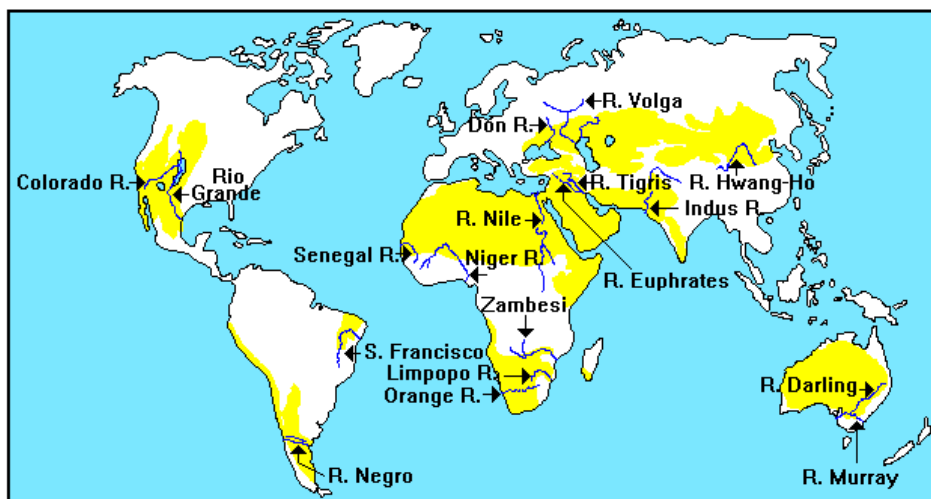 R. Volga
Don R.
Colorado R.
Rio
Grande
R. Tigris
R. Hwang-Ho
Indus R.
R. Nile
Senegal R.
Niger R.
R. Euphrates
Zambesi
S. Francisco
Limpopo R.
Orange R.
R. Darling
R. Negro
R. Murray